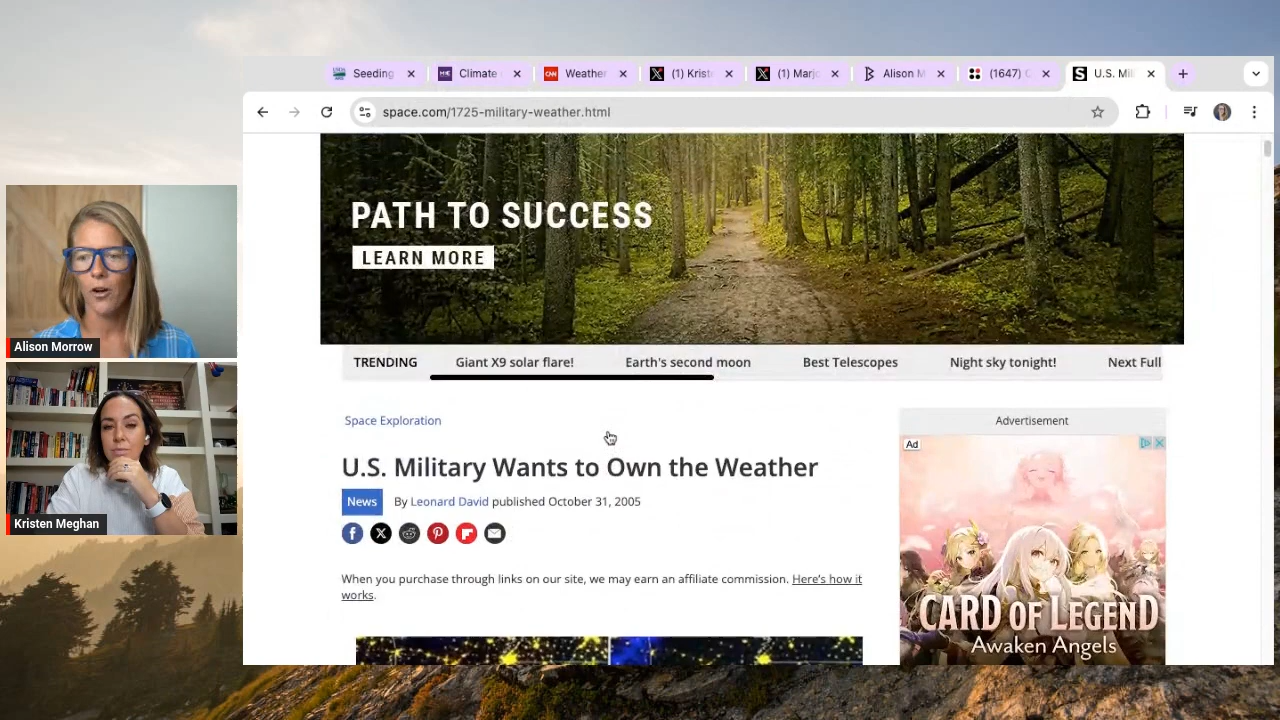 Seeding
Climate
Weather
(1) Krist
(1) Marjo
Alison M
(1647) C
U.S. Mil
space.com/1725-military-weather.html
PATH TO SUCCESS
LEARN MORE
TRENDING Giant X9 solar flare! Earth's second moon Best Telescopes Night sky tonight! Next Full
Space Exploration
U.S. Military Wants to Own the Weather
News By Leonard David published October 31, 2005
When you purchase through links on our site, we may earn an affiliate commission. Here's how it
works.
Advertisement
Ad
CARD OF LEGEND
Awaken Angels
Alison Morrow
Kristen Meghan